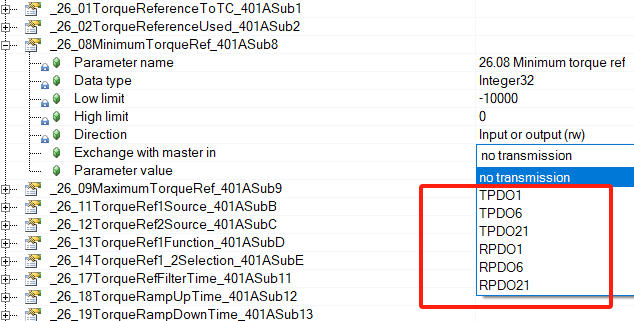 _26_01TorqueReferenceToTC_401ASub1
_26_02TorqueReferenceUsed_401ASub2
_26_08MinimumTorqueRef_401ASub8
Parameter name 26.08 Minimum torque ref
Data type Integer32
Low limit -10000
High limit 0
Direction Input or output (rw)
Exchange with master in no transmission
Parameter value no transmission
_26_09MaximumTorqueRef_401ASub9 TPDO1
_26_11TorqueRef1Source_401ASubB TPDO6
_26_12TorqueRef2Source_401ASubC TPDO21
_26_13TorqueRef1Function_401ASubD RPDO1
_26_14TorqueRef1_2Selection_401ASubE RPDO6
_26_17TorqueRefFilterTime_401ASub11 RPDO21
_26_18TorqueRampUpTime_401ASub12
_26_19TorqueRampDownTime_401ASub13